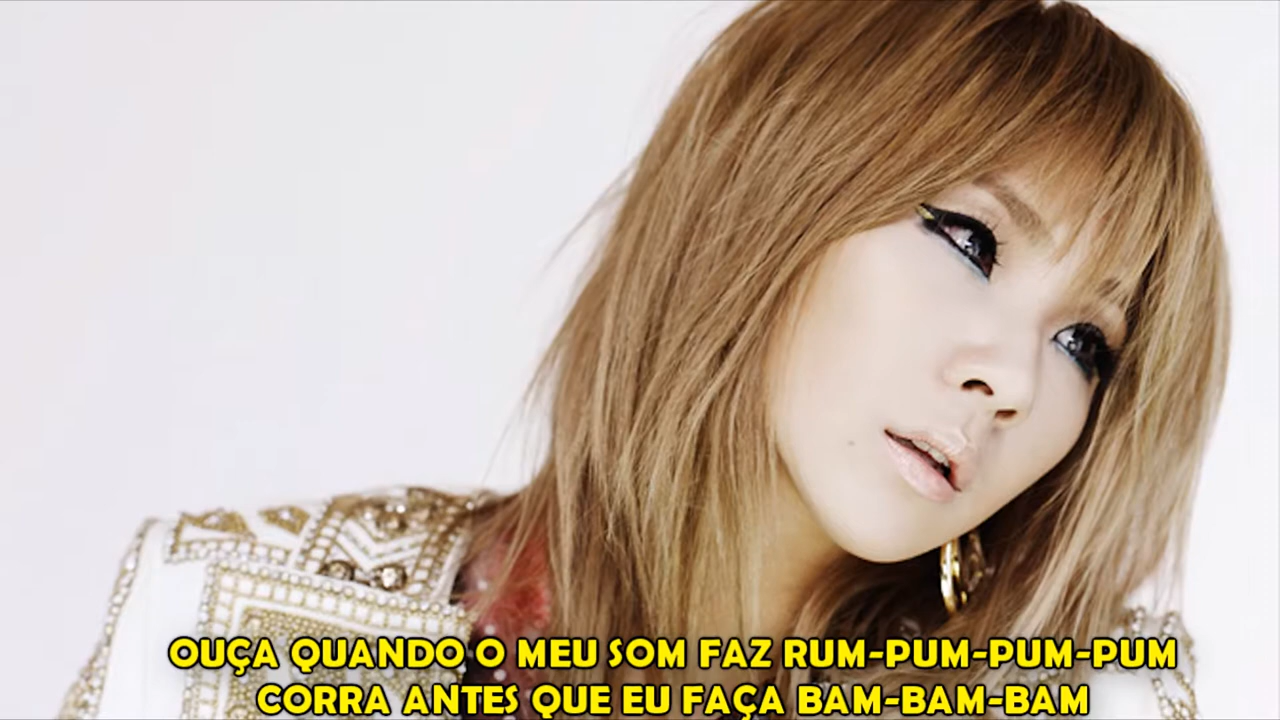 OUÇA QUANDO O MEU SOM FAZ RUM-PUM-PUM-PUM
CORRA ANTES QUE EU FAÇA BAM-BAM-BAM